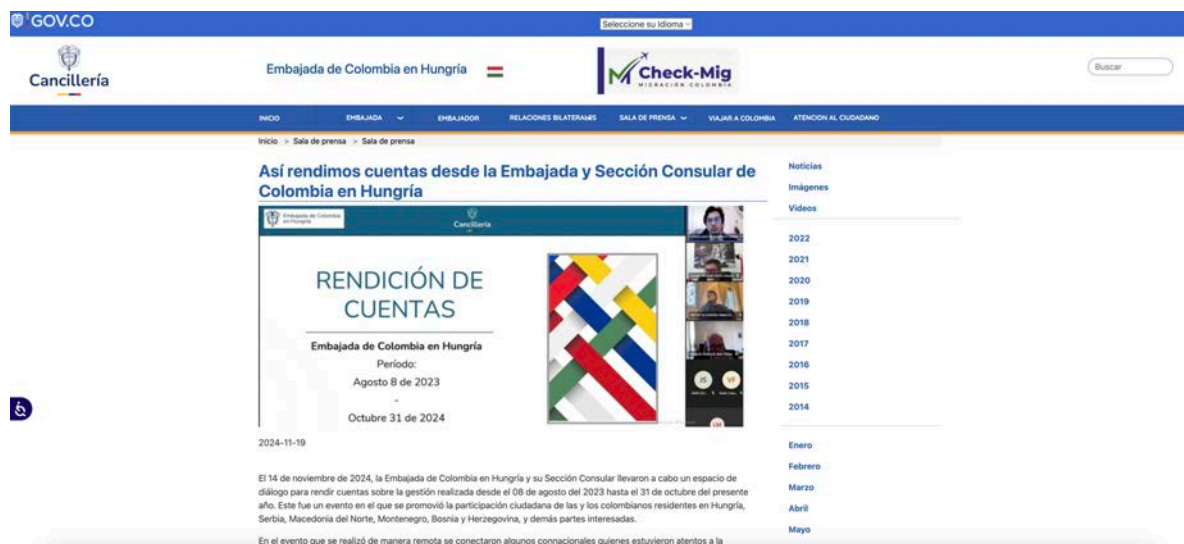 GOV.CO
Seleccione su Idioma
Cancillería
Embajada de Colombia en Hungría
Check-Mig
MIGRACIÓN COLOMBIA
Buscar
INICIO EMBAJADA EMBAJADOR RELACIONES BILATERALES SALA DE PRENSA VIAJAR A COLOMBIA ATENCION AL CIUDADANO
Inicio > Sala de prensa > Sala de prensa
Así rendimos cuentas desde la Embajada y Sección Consular de
Colombia en Hungría
Embajada de Colombia
en Hungría
Cancillería
RENDICIÓN DE
CUENTAS
Embajada de Colombia en Hungría
Período:
Agosto 8 de 2023
-
Octubre 31 de 2024
JS VF
LM
2024-11-19
El 14 de noviembre de 2024, la Embajada de Colombia en Hungría y su Sección Consular llevaron a cabo un espacio de
diálogo para rendir cuentas sobre la gestión realizada desde el 08 de agosto del 2023 hasta el 31 de octubre del presente
año. Este fue un evento en el que se promovió la participación ciudadana de las y los colombianos residentes en Hungría,
Serbia, Macedonia del Norte, Montenegro, Bosnia y Herzegovina, y demás partes interesadas.
En el evento que se realizó de manera remota se conectaron algunos connacionales quienes estuvieron atentos a la
Noticias
Imágenes
Videos
2022
2021
2020
2019
2018
2017
2016
2015
2014
Enero
Febrero
Marzo
Abril
Mayo